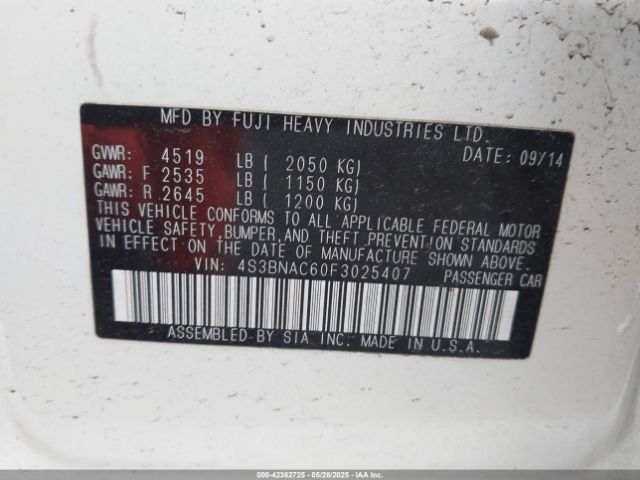 MFD BY FUJI HEAVY INDUSTRIES LTD.
DATE: 09/14
GVWR: 4519 LB ( 2050 KG)
GAWR: F 2535 LB ( 1150 KG)
GAWR: R 2645 LB ( 1200 KG)
THIS VEHICLE CONFORMS TO ALL APPLICABLE FEDERAL MOTOR
VEHICLE SAFETY, BUMPER, AND THEFT PREVENTION STANDARDS
IN EFFECT ON THE DATE OF MANUFACTURE SHOWN ABOVE.
VIN: 4S3BNAC60F3025407 PASSENGER CAR
ASSEMBLED BY SIA INC. MADE IN U.S.A.
000-42362725 - 05/28/2025 - COPYRIGHT IAA